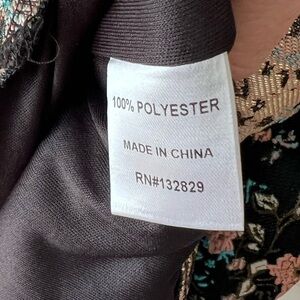 100% POLYESTER
MADE IN CHINA
RN#132829